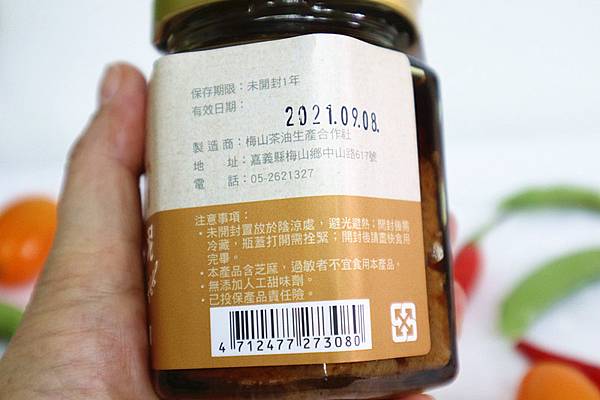 保存期限：未開封1年
有效日期：
2021.09.08.
製造商：梅山茶油生產合作社
地　址：嘉義縣梅山鄉中山路617號
電　話：05-2621327
注意事項：
•未開封置放於陰涼處，避光避熱；開封後需
冷藏，瓶蓋打開需拴緊；開封後請盡快食用
完畢。
•本產品含芝麻，過敏者不宜食用本產品。
•無添加人工甜味劑。
•已投保產品責任險。
4 712477 273080